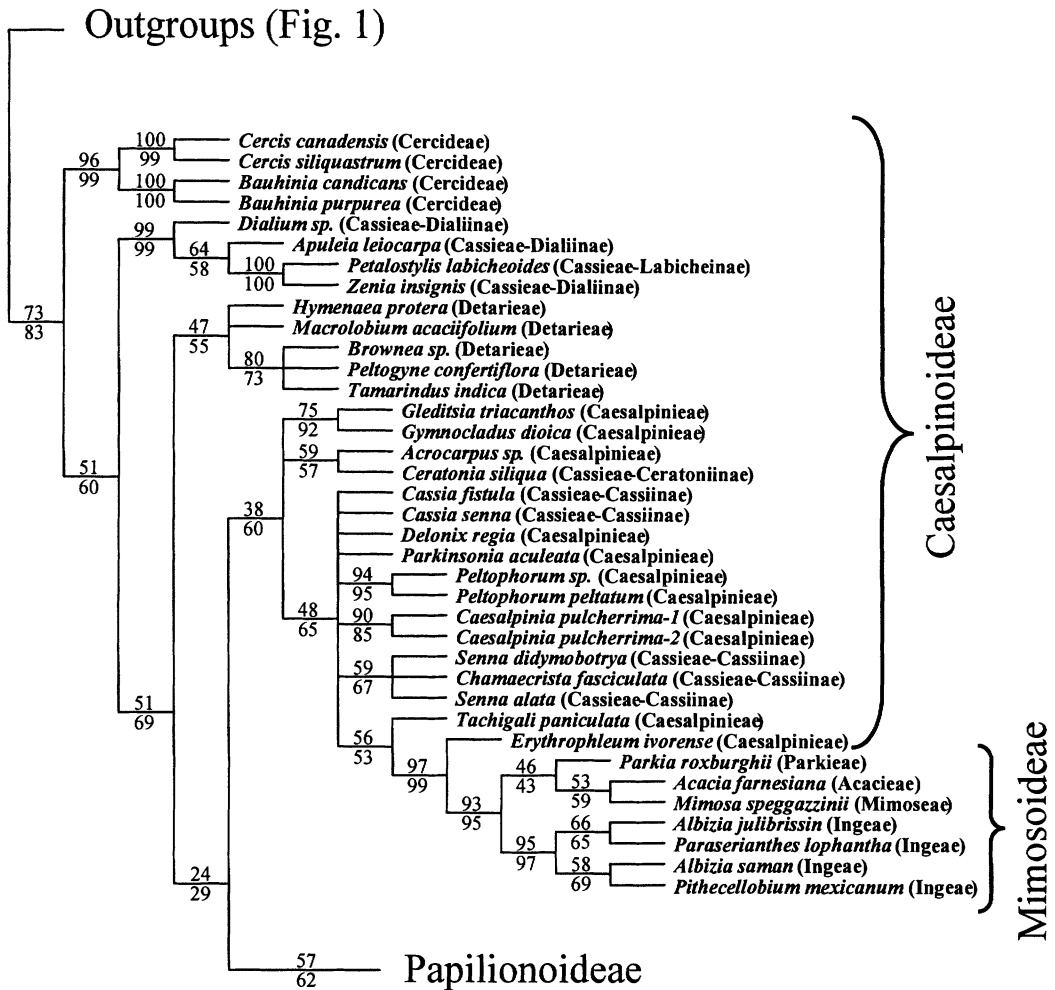 Outgroups (Fig. 1)
100
Cercis canadensis (Cercideae)
96
99
Cercis siliquastrum (Cercideae)
99
100
Bauhinia candicans (Cercideae)
100
Bauhinia purpurea (Cercideae)
99
Dialium sp. (Cassieae-Dialiinae)
99
64
Apuleia leiocarpa (Cassieae-Dialiinae)
58
100
Petalostylis labicheoides (Cassieae-Labicheinae)
100
Zenia insignis (Cassieae-Dialiinae)
73
83
Hymenaea protera (Detarieae)
47
55
Macrolobium acaciifolium (Detarieae)
Brownea sp. (Detarieae)
80
73
Peltogyne confertiflora (Detarieae)
Tamarindus indica (Detarieae)
75
Gleditsia triacanthos (Caesalpinieae)
92
Gymnocladus dioica (Caesalpinieae)
59
Acrocarpus sp. (Caesalpinieae)
57
Ceratonia siliqua (Cassieae-Ceratoniinae)
51
60
Cassia fistula (Cassieae-Cassiinae)
38
60
Cassia senna (Cassieae-Cassiinae)
Delonix regia (Caesalpinieae)
Parkinsonia aculeata (Caesalpinieae)
94
Peltophorum sp. (Caesalpinieae)
95
Peltophorum peltatum (Caesalpinieae)
48
65
90
Caesalpinia pulcherrima-1 (Caesalpinieae)
85
Caesalpinia pulcherrima-2 (Caesalpinieae)
Senna didymobotrya (Cassieae-Cassiinae)
59
67
Chamaecrista fasciculata (Cassieae-Cassiinae)
Senna alata (Cassieae-Cassiinae)
51
69
Tachigali paniculata (Caesalpinieae)
56
53
Erythrophleum ivorense (Caesalpinieae)
Caesalpinoideae
97
99
46
Parkia roxburghii (Parkieae)
43
53
Acacia farnesiana (Acacieae)
59
Mimosa speggazzinii (Mimoseae)
93
95
66
Albizia julibrissin (Ingeae)
65
Paraserianthes lophantha (Ingeae)
95
97
58
Albizia saman (Ingeae)
69
Pithecellobium mexicanum (Ingeae)
Mimosoideae
24
29
57
62
Papilionoideae